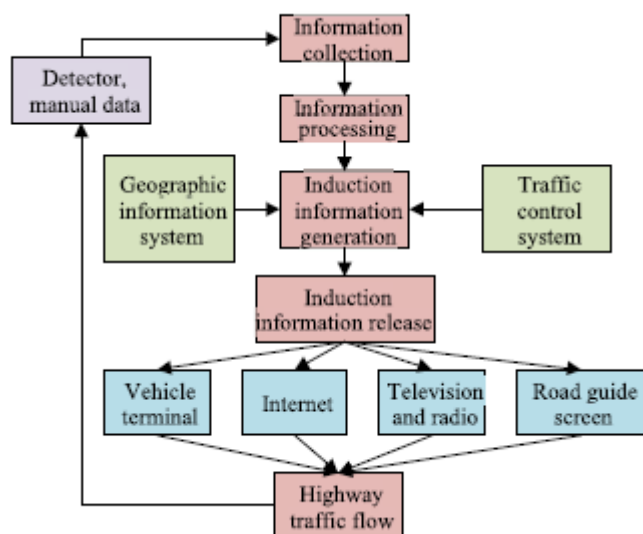 Information
collection
Detector,
manual data
Information
processing
Geographic
information
system
Induction
information
generation
Traffic
control
system
Induction
information release
Vehicle
terminal
Internet
Television
and radio
Road guide
screen
Highway
traffic flow